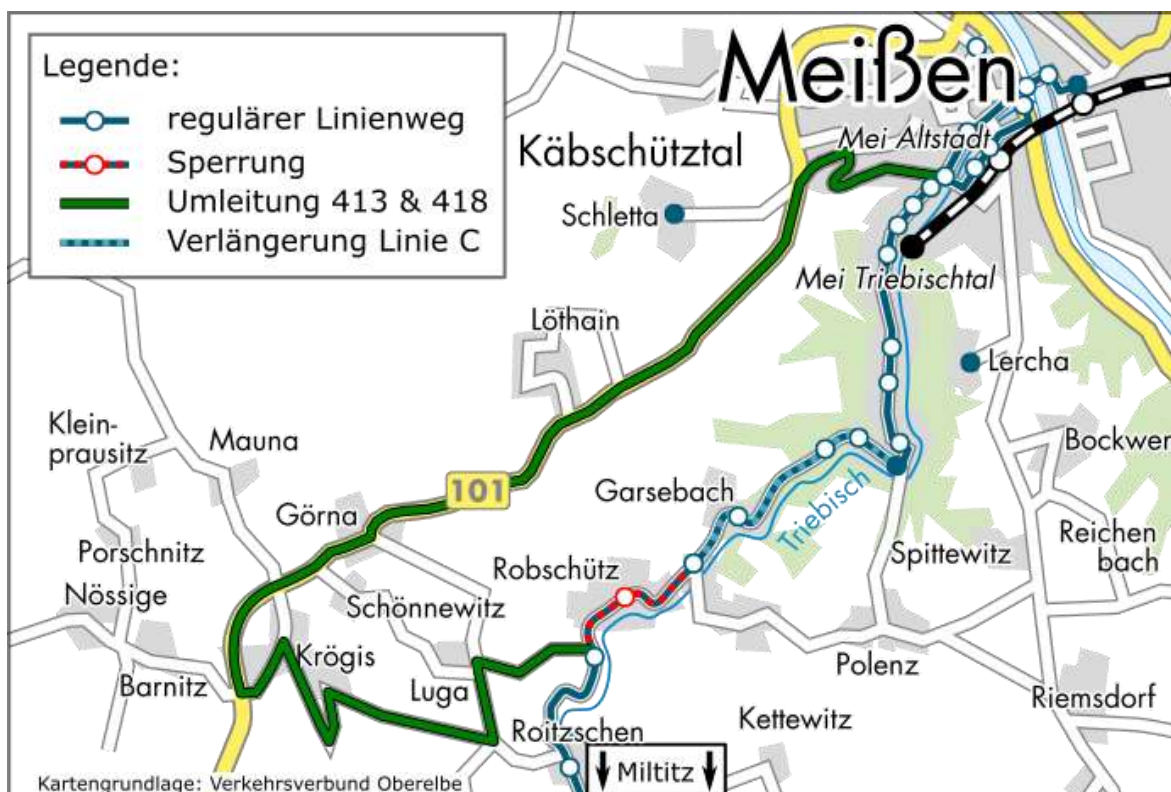 Legende:
regulärer Linienweg
Sperrung
Umleitung 413 & 418
Verlängerung Linie C
Meißen
Mei Altstadt
Käbschütztal
Schletta
Mei Triebischtal
Löthain
Lercha
Klein-
prausitz
Mauna
Bockwen
101
Garsebach
Triebisch
Görna
Reichen
bach
Porschnitz
Robschütz
Spittewitz
Nössige
Schönnewitz
Krögis
Polenz
Barnitz
Luga
Riemsdorf
Roitzschen
Kettewitz
Miltitz
Kartengrundlage: Verkehrsverbund Oberelbe